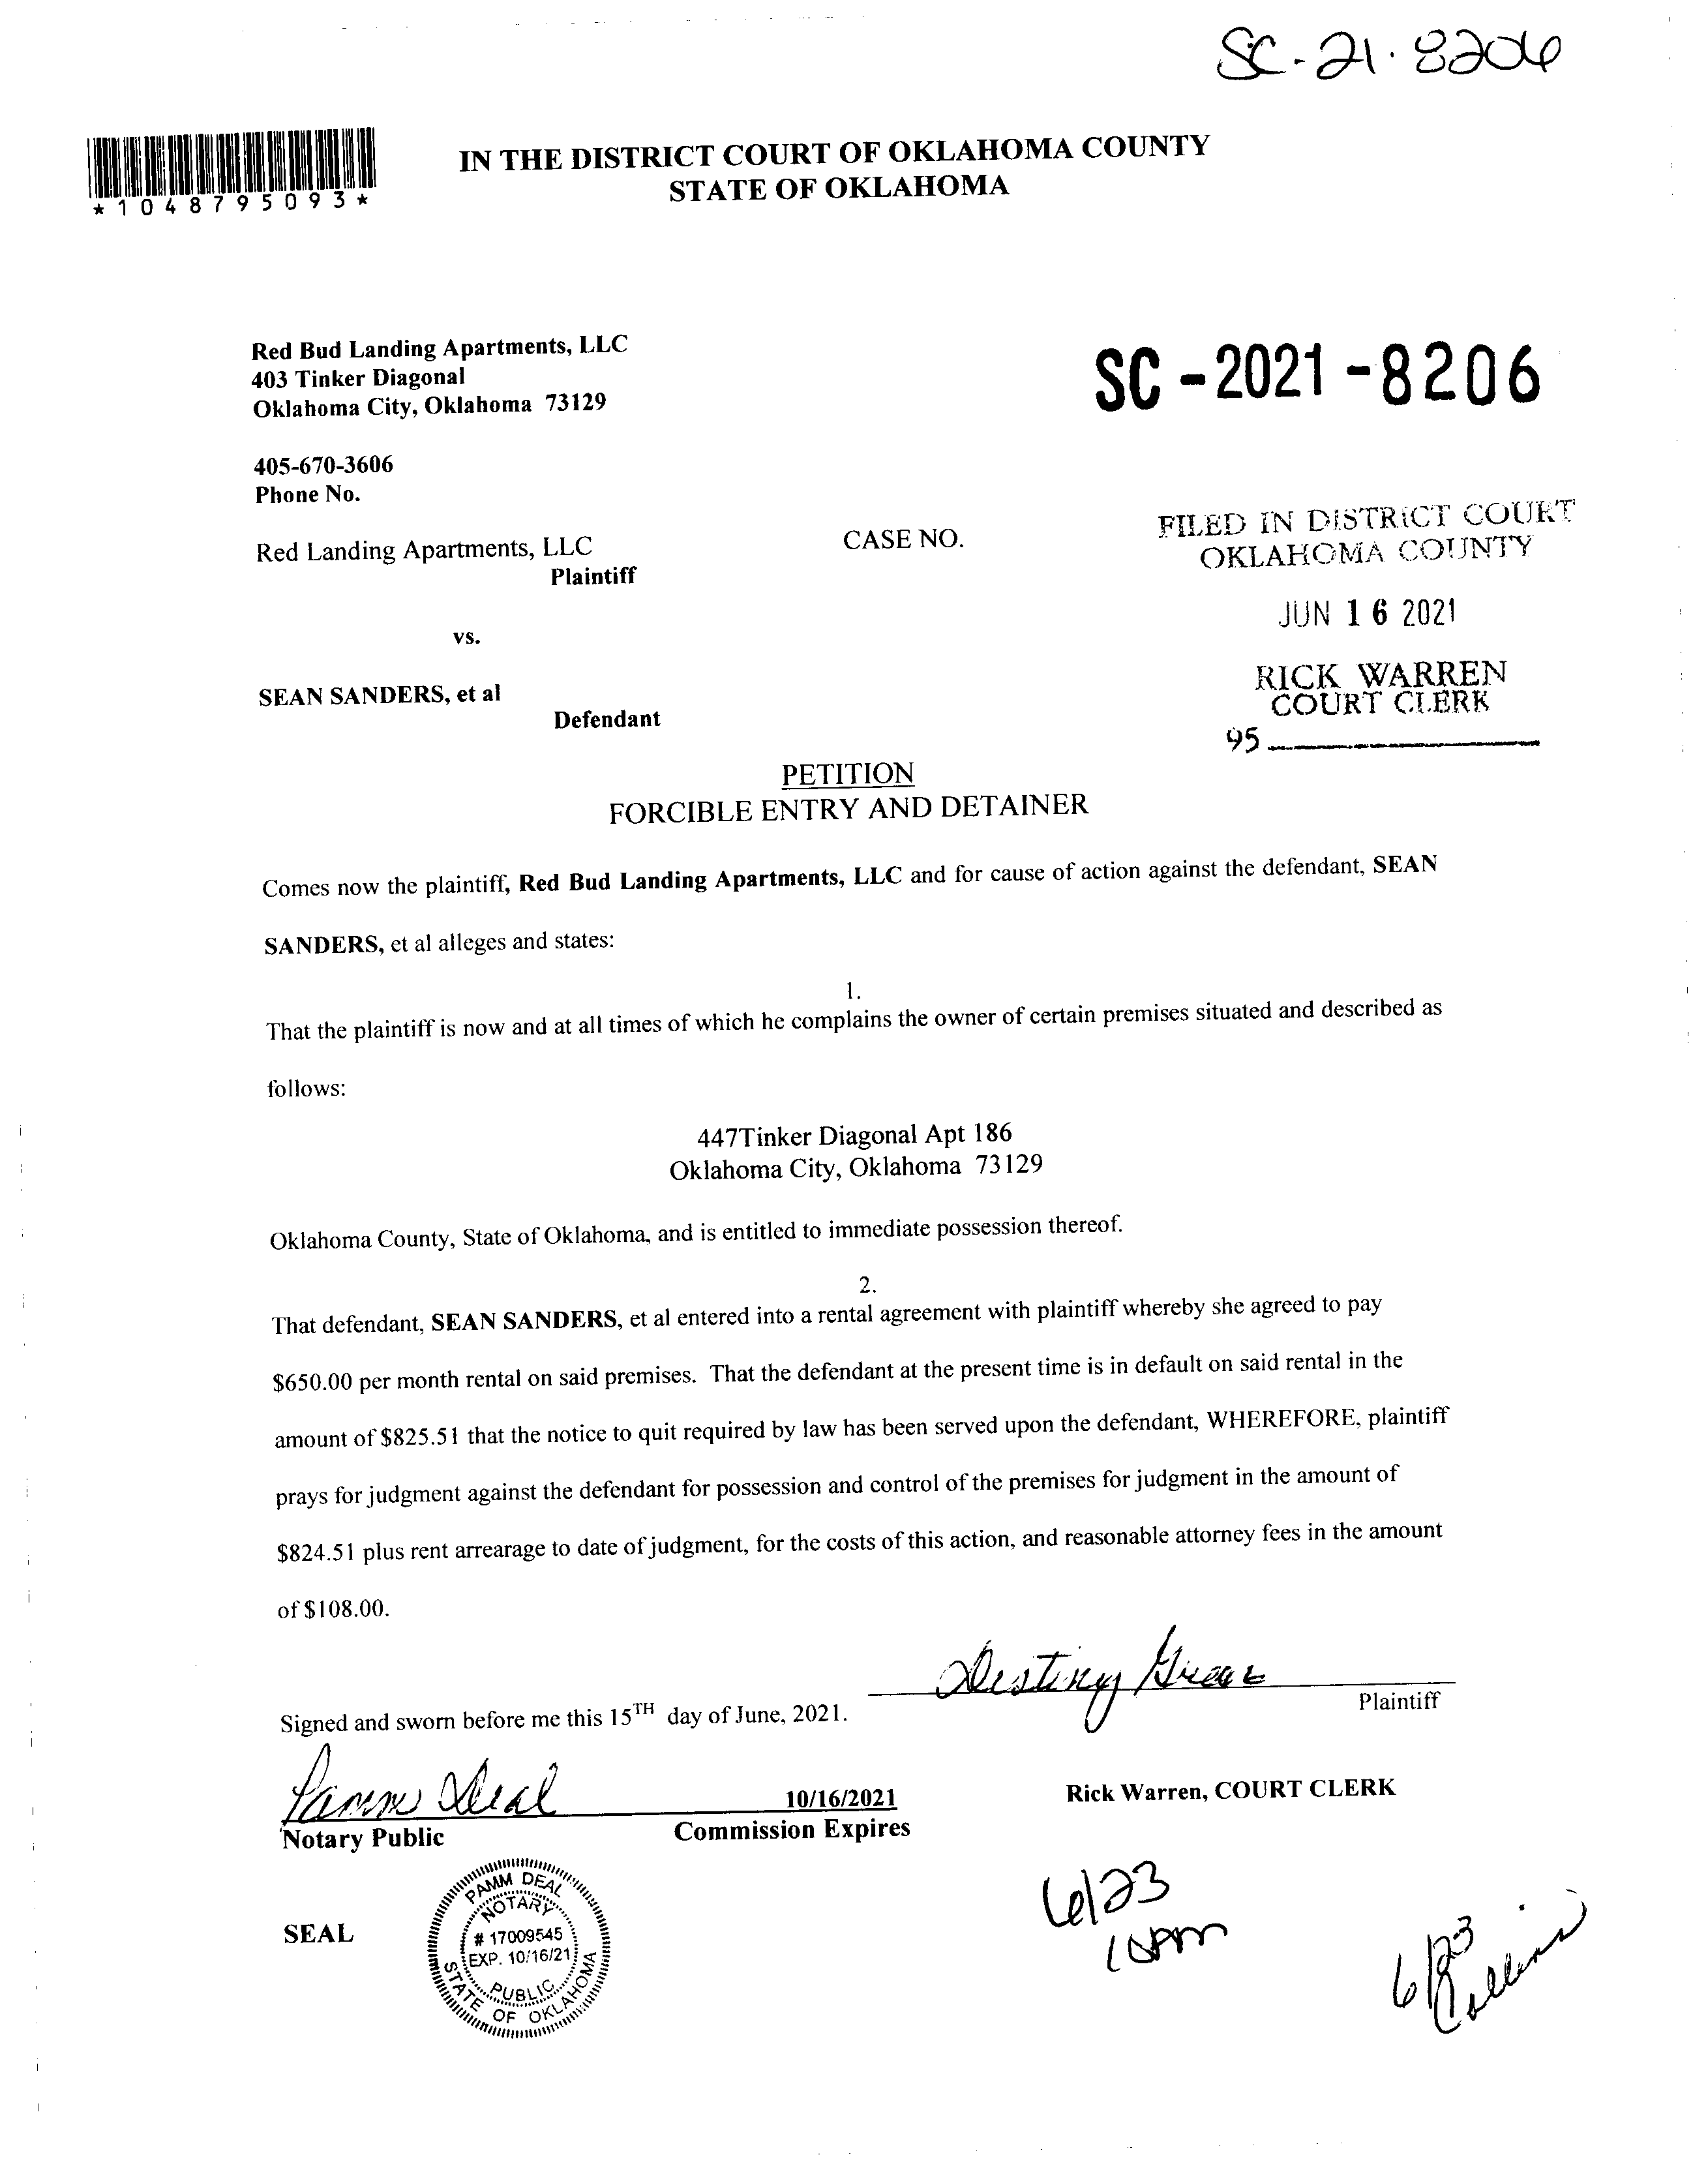 SC-21-8206
*1048795093*
IN THE DISTRICT COURT OF OKLAHOMA COUNTY
STATE OF OKLAHOMA
Red Bud Landing Apartments, LLC
403 Tinker Diagonal
Oklahoma City, Oklahoma 73129
SC-2021-8206
405-670-3606
Phone No.
Red Landing Apartments, LLC
Plaintiff
CASE NO.
FILED IN DISTRICT COURT
OKLAHOMA COUNTY
JUN 16 2021
vs.
RICK WARREN
COURT CLERK
95
SEAN SANDERS, et al
Defendant
PETITION
FORCIBLE ENTRY AND DETAINER
Comes now the plaintiff, Red Bud Landing Apartments, LLC and for cause of action against the defendant, SEAN
SANDERS, et al alleges and states:
1.
That the plaintiff is now and at all times of which he complains the owner of certain premises situated and described as
follows:
447Tinker Diagonal Apt 186
Oklahoma City, Oklahoma 73129
Oklahoma County, State of Oklahoma, and is entitled to immediate possession thereof.
2.
That defendant, SEAN SANDERS, et al entered into a rental agreement with plaintiff whereby she agreed to pay
$650.00 per month rental on said premises. That the defendant at the present time is in default on said rental in the
amount of $825.51 that the notice to quit required by law has been served upon the defendant, WHEREFORE, plaintiff
prays for judgment against the defendant for possession and control of the premises for judgment in the amount of
$824.51 plus rent arrearage to date of judgment, for the costs of this action, and reasonable attorney fees in the amount
of $108.00.
Destiny
Plaintiff
Signed and sworn before me this 15TH day of June, 2021.
Pamm Deal
Notary Public
10/16/2021
Commission Expires
Rick Warren, COURT CLERK
SEAL
PAMM DEAL
NOTARY
# 17009545
EXP. 10/16/21
PUBLIC
STATE OF OKLAHOMA
6/23
6/23
Collins